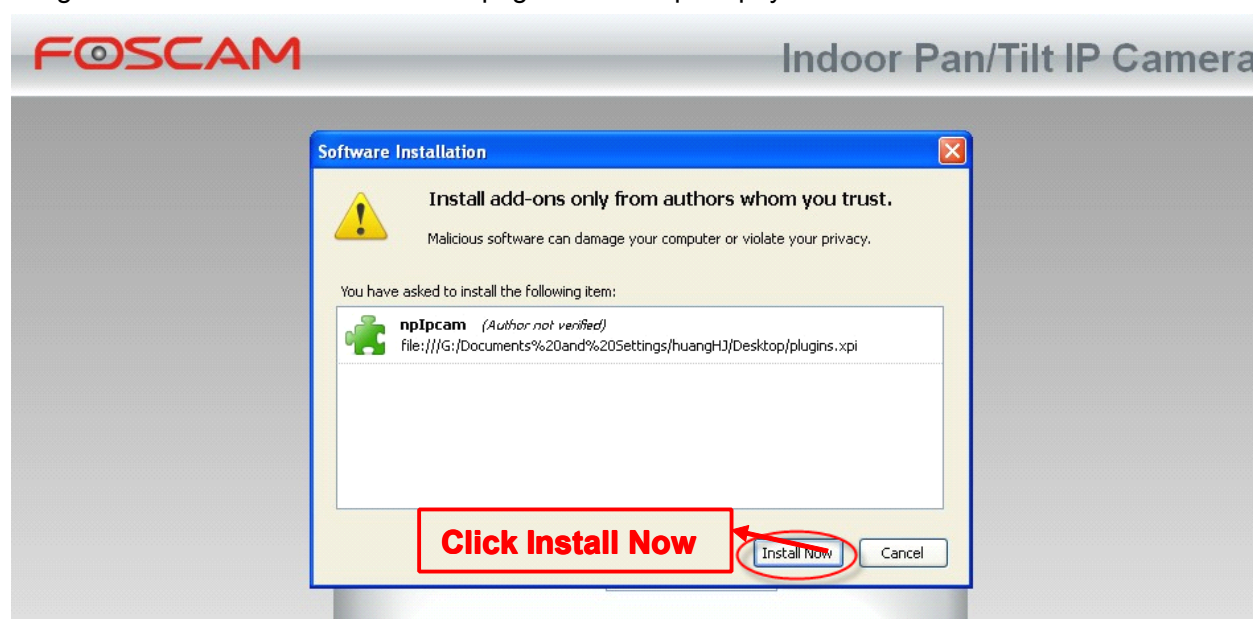 FOSCAM
Indoor Pan/Tilt IP Camera
Software Installation
Install add-ons only from authors whom you trust.
Malicious software can damage your computer or violate your privacy.
You have asked to install the following item:
npIpcam (Author not verified)
file:///G:/Documents%20and%20Settings/huangHJ/Desktop/plugins.xpi
Click Install Now
Install Now Cancel